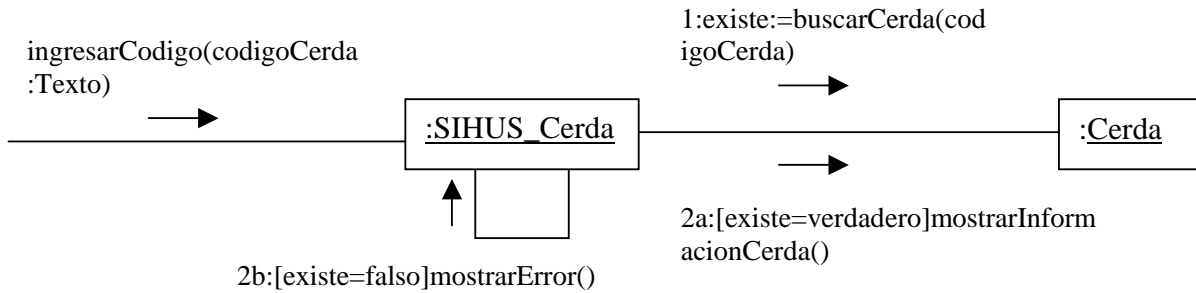 ingresarCodigo(codigoCerda
:Texto)
1:existe:=buscarCerda(cod
igoCerda)
:SIHUS_Cerda
:Cerda
2a:[existe=verdadero]mostrarInform
acionCerda()
2b:[existe=falso]mostrarError()